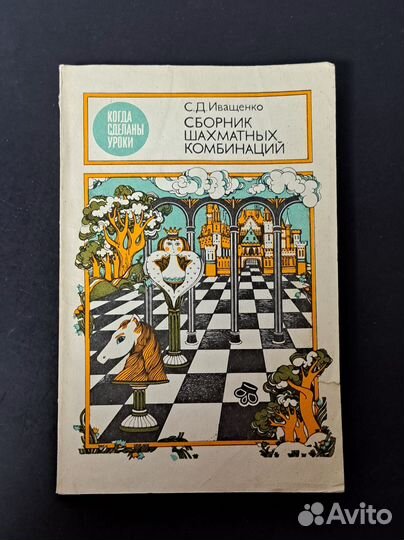 КОГДА
СДЕЛАНЫ
УРОКИ
С.Д. Иващенко
СБОРНИК
ШАХМАТНЫХ
КОМБИНАЦИЙ
Avito